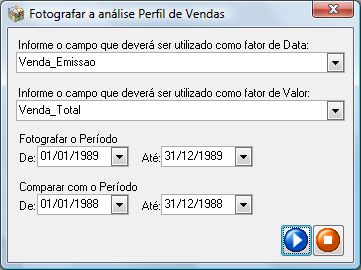 Fotografar a análise Perfil de Vendas
Informe o campo que deverá ser utilizado como fator de Data:
Venda_Emissao
Informe o campo que deverá ser utilizado como fator de Valor:
Venda_Total
Fotografar o Período
De: 01/01/1989 Até: 31/12/1989
Comparar com o Período
De: 01/01/1988 Até: 31/12/1988